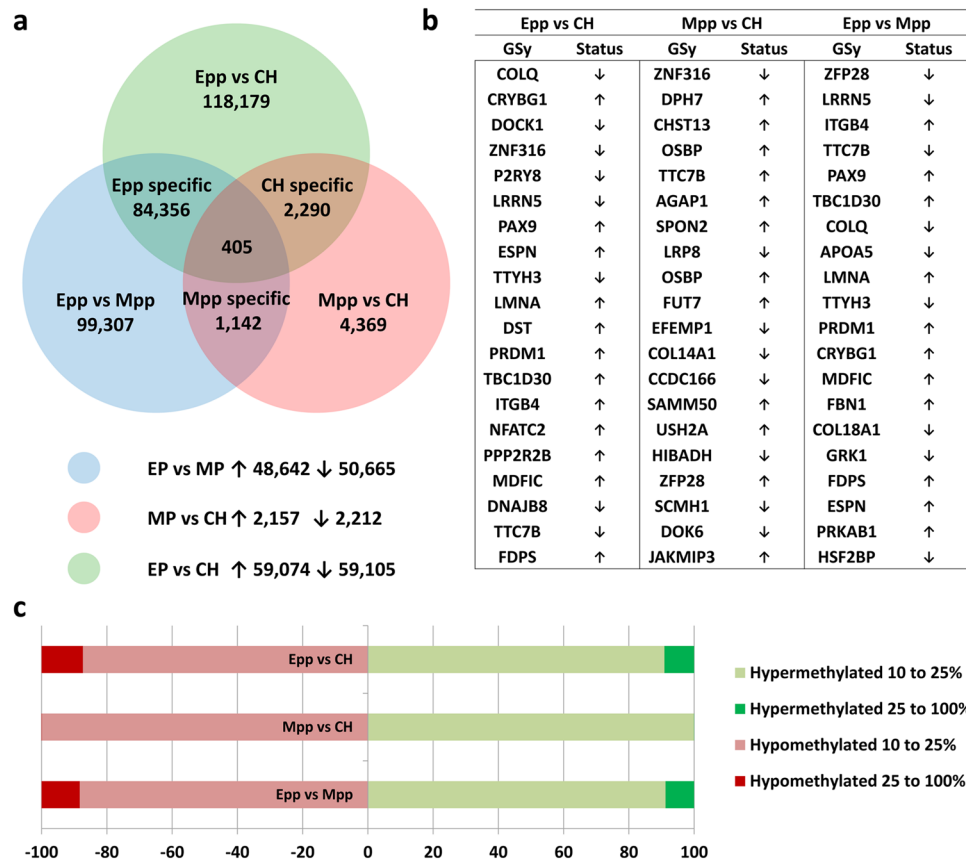 a
Epp vs CH
118,179
Epp specific
84,356
CH specific
2,290
405
Epp vs Mpp
99,307
Mpp specific
1,142
Mpp vs CH
4,369
EP vs MP ↑ 48,642 ↓ 50,665
MP vs CH ↑ 2,157 ↓ 2,212
EP vs CH ↑ 59,074 ↓ 59,105
b
Epp vs CH Mpp vs CH Epp vs Mpp
GSy Status GSy Status GSy Status
COLQ ↓ ZNF316 ↓ ZFP28 ↓
CRYBG1 ↑ DPH7 ↑ LRRN5 ↓
DOCK1 ↓ CHST13 ↑ ITGB4 ↑
ZNF316 ↓ OSBP ↑ TTC7B ↓
P2RY8 ↓ TTC7B ↑ PAX9 ↑
LRRN5 ↓ AGAP1 ↑ TBC1D30 ↑
PAX9 ↑ SPON2 ↑ COLQ ↓
ESPN ↑ LRP8 ↓ APOA5 ↓
TTYH3 ↓ OSBP ↑ LMNA ↑
LMNA ↑ FUT7 ↑ TTYH3 ↓
DST ↑ EFEMP1 ↓ PRDM1 ↑
PRDM1 ↑ COL14A1 ↓ CRYBG1 ↑
TBC1D30 ↑ CCDC166 ↓ MDFIC ↑
ITGB4 ↑ SAMM50 ↑ FBN1 ↑
NFATC2 ↑ USH2A ↑ COL18A1 ↓
PPP2R2B ↑ HIBADH ↓ GRK1 ↓
MDFIC ↑ ZFP28 ↑ FDPS ↑
DNAJB8 ↓ SCMH1 ↓ ESPN ↑
TTC7B ↓ DOK6 ↓ PRKAB1 ↑
FDPS ↑ JAKMIP3 ↑ HSF2BP ↓
c
Epp vs CH
Mpp vs CH
Epp vs Mpp
-100 -80 -60 -40 -20 0 20 40 60 80 100
Hypermethylated 10 to 25%
Hypermethylated 25 to 100%
Hypomethylated 10 to 25%
Hypomethylated 25 to 100%